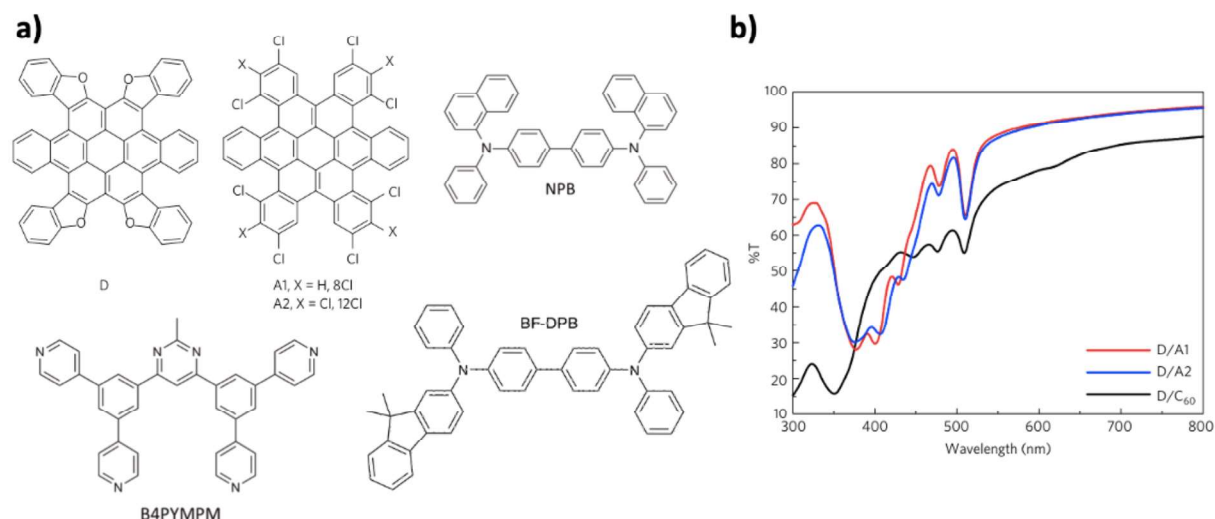 a)
O O
O O
D
Cl Cl
X X
Cl Cl
Cl Cl
X X
Cl Cl
A1, X = H, 8Cl
A2, X = Cl, 12Cl
N N
NPB
N N N N
N N
B4PYMPM
BF-DPB
N N
b)
100
90
80
70
60
50
40
30
20
10
%T
300 400 500 600 700 800
Wavelength (nm)
D/A1
D/A2
D/C₆₀